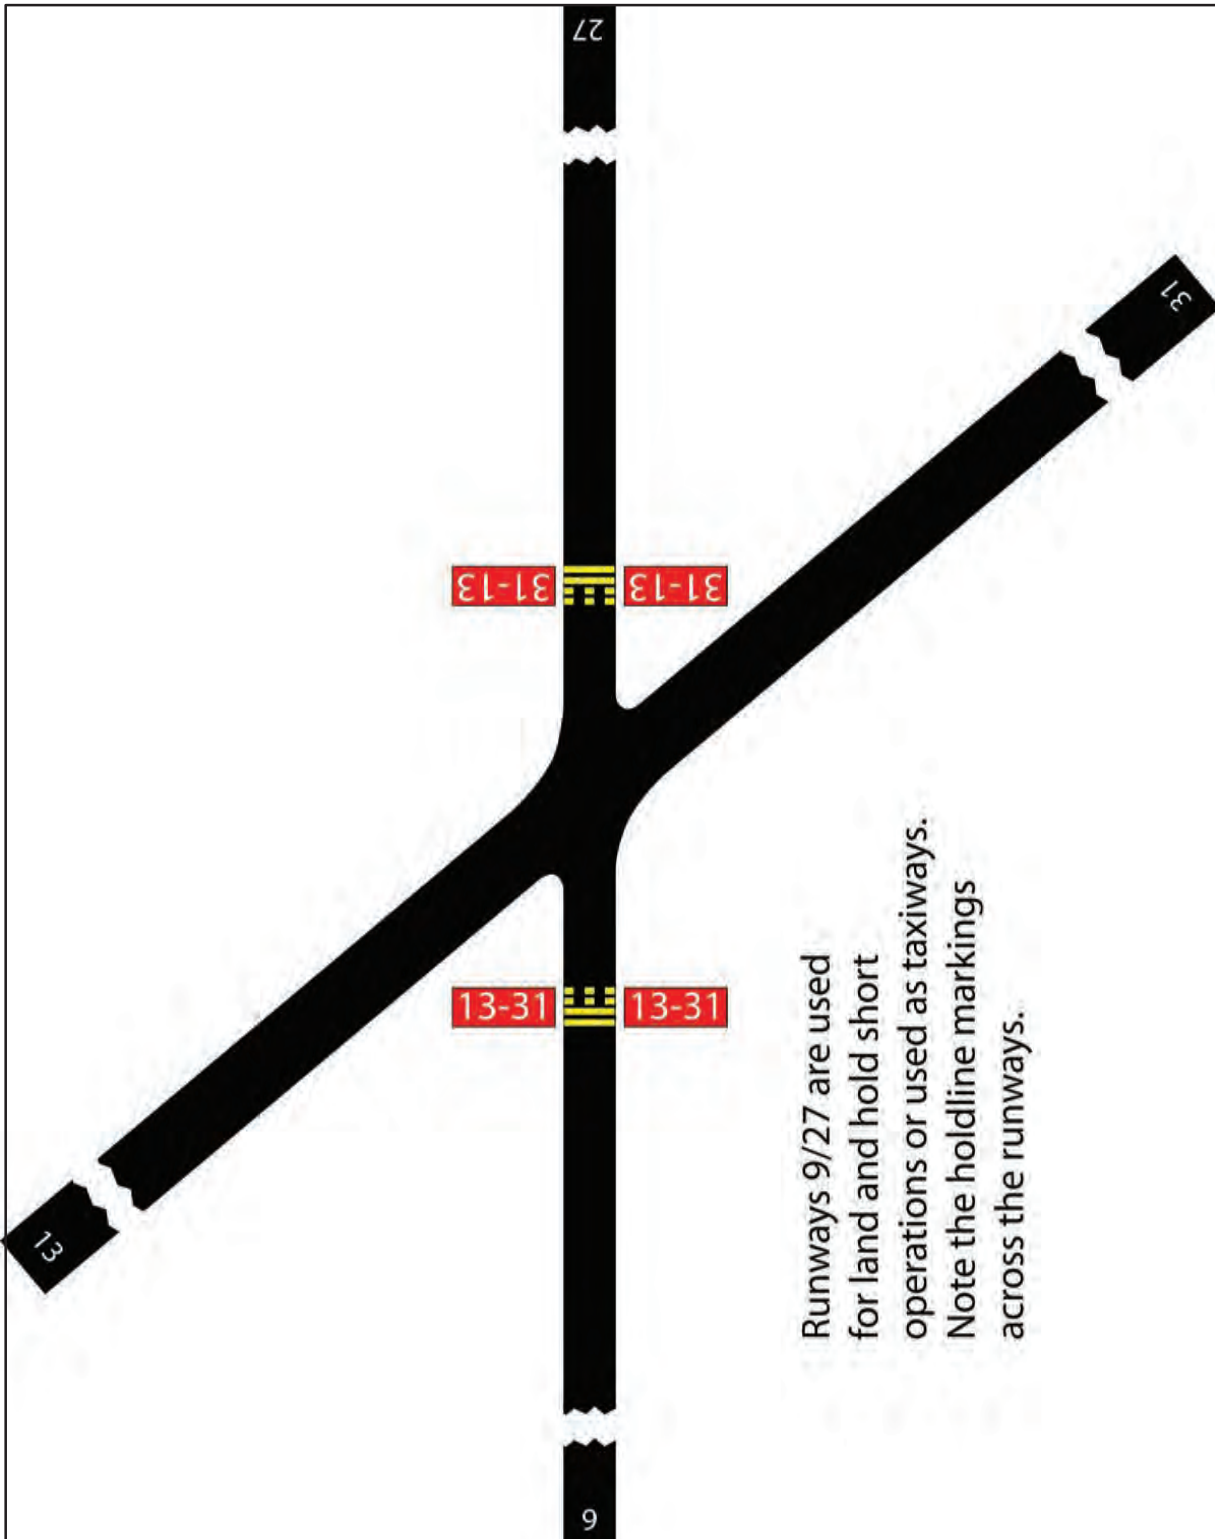 27
31
31-13
31-13
13-31
13-31
13
9
Runways 9/27 are used
for land and hold short
operations or used as taxiways.
Note the holdline markings
across the runways.